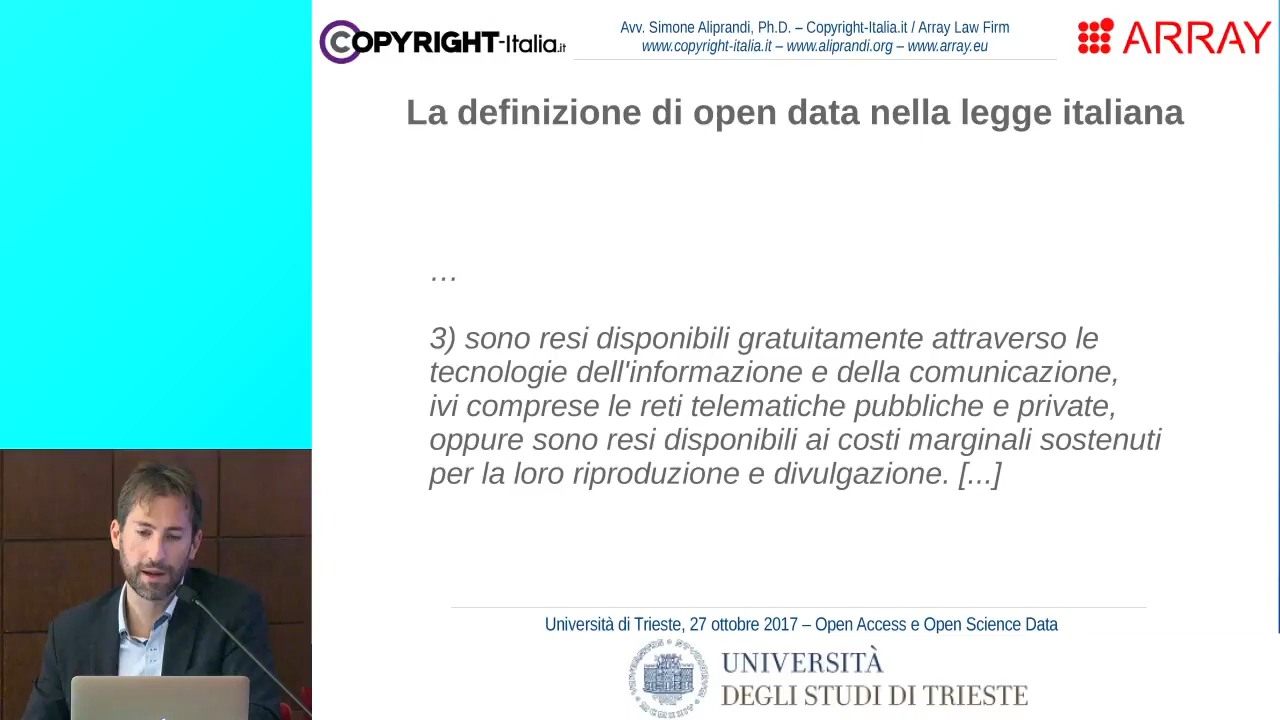 COPYRIGHT-Italia.it
Avv. Simone Aliprandi, Ph.D. – Copyright-Italia.it / Array Law Firm
www.copyright-italia.it – www.aliprandi.org – www.array.eu
ARRAY
La definizione di open data nella legge italiana
…
3) sono resi disponibili gratuitamente attraverso le
tecnologie dell'informazione e della comunicazione,
ivi comprese le reti telematiche pubbliche e private,
oppure sono resi disponibili ai costi marginali sostenuti
per la loro riproduzione e divulgazione. [...]
Università di Trieste, 27 ottobre 2017 – Open Access e Open Science Data
UNIVERSITÀ
DEGLI STUDI DI TRIESTE